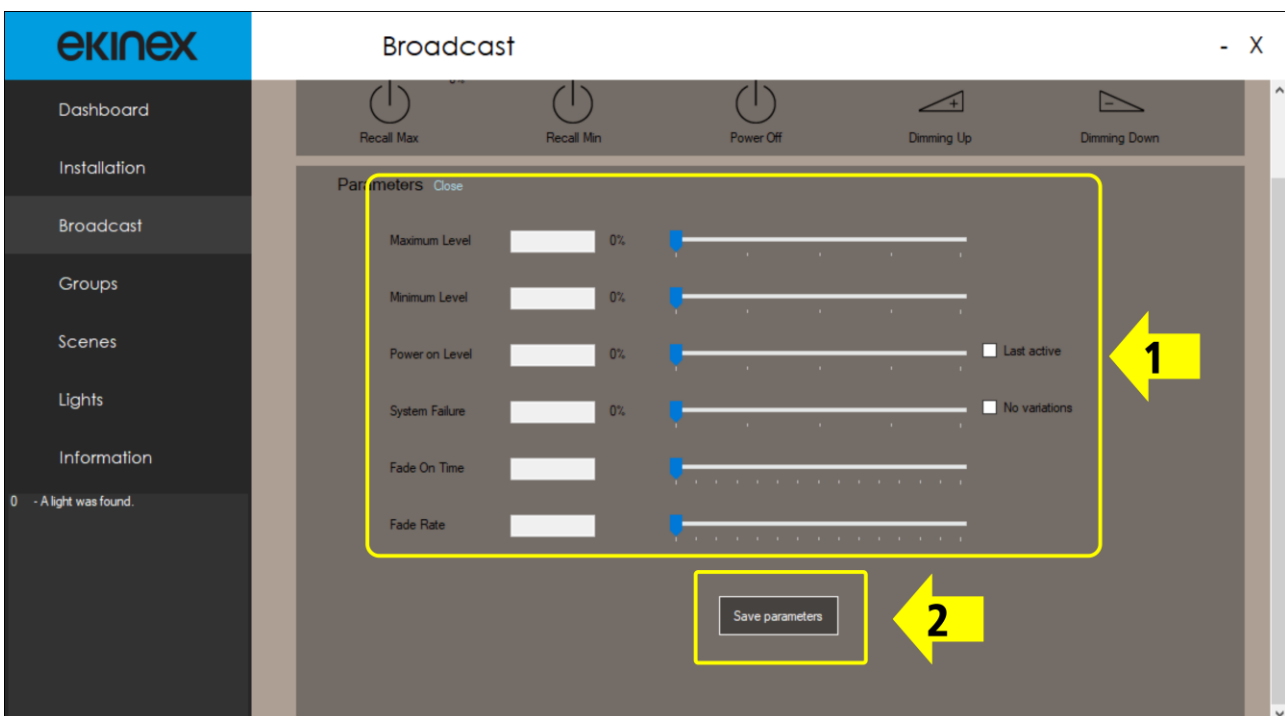 ekinex
Broadcast
- X
Dashboard
Installation
Broadcast
Groups
Scenes
Lights
Information
0 - A light was found.
Recall Max
Recall Min
Power Off
Dimming Up
Dimming Down
Parameters Close
Maximum Level 0%
Minimum Level 0%
Power on Level 0% Last active
System Failure 0% No variations
Fade On Time
Fade Rate
1
Save parameters
2